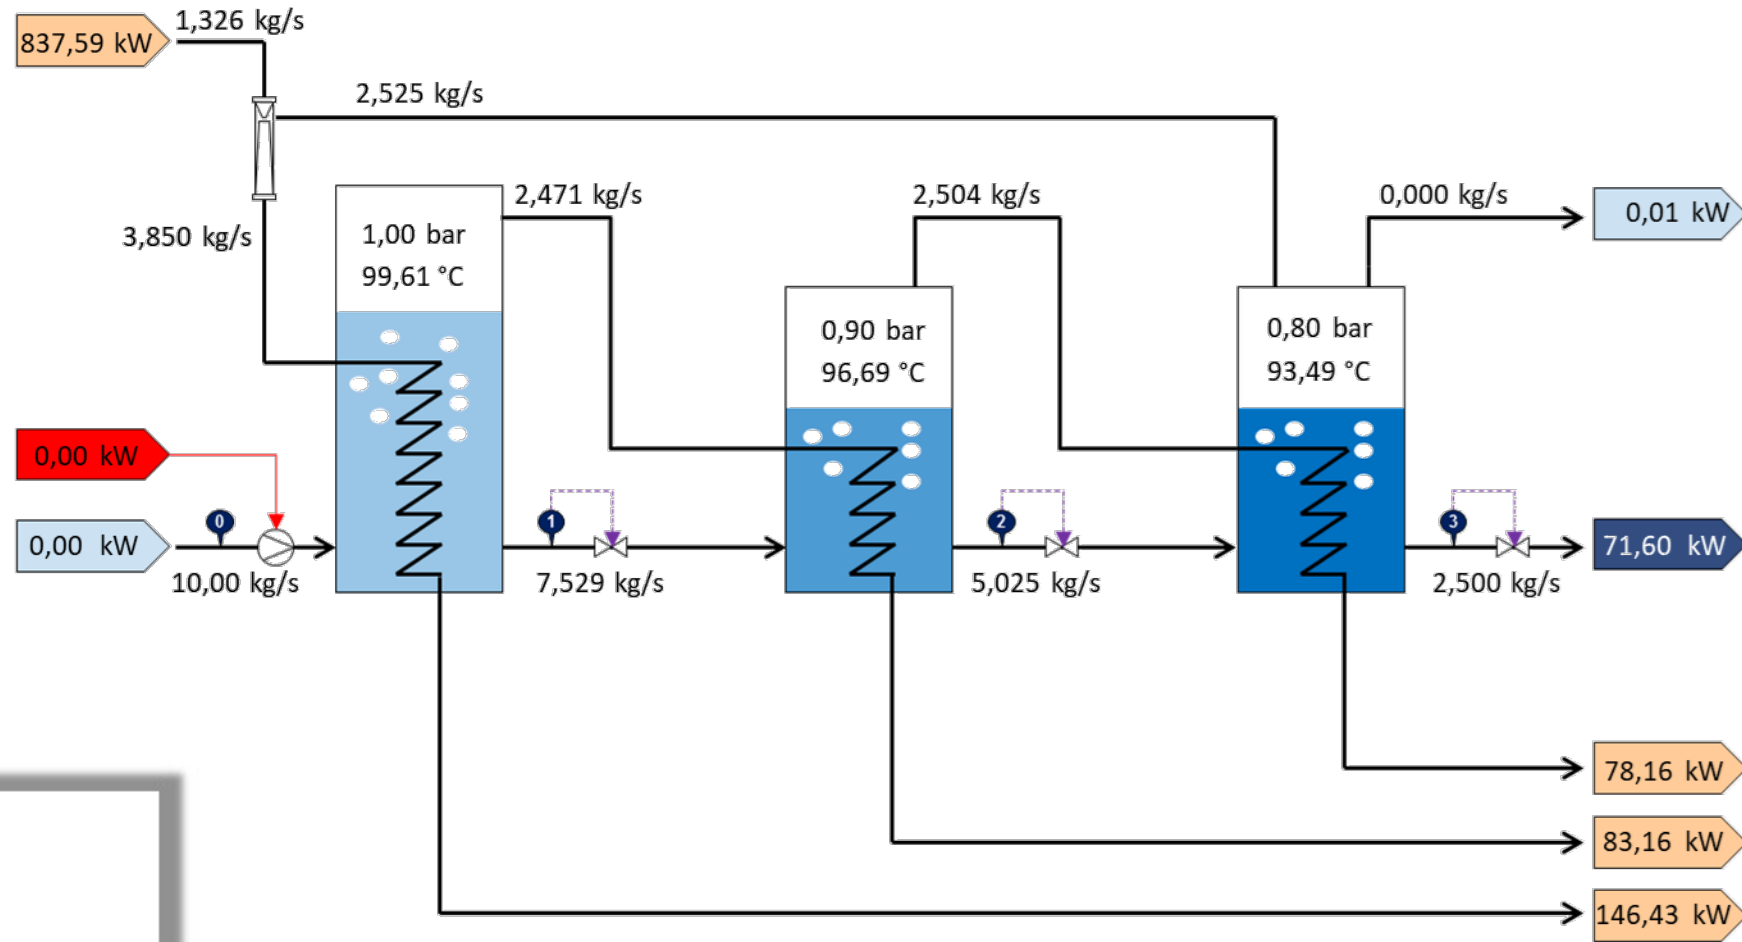 1,326 kg/s
837,59 kW
2,525 kg/s
2,471 kg/s
2,504 kg/s
0,000 kg/s
0,01 kW
3,850 kg/s
1,00 bar
99,61 °C
0,90 bar
96,69 °C
0,80 bar
93,49 °C
0,00 kW
0
1
2
3
0,00 kW
71,60 kW
10,00 kg/s
7,529 kg/s
5,025 kg/s
2,500 kg/s
78,16 kW
83,16 kW
146,43 kW